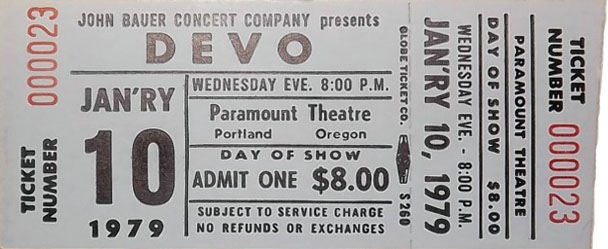 000023
TICKET
NUMBER
JOHN BAUER CONCERT COMPANY presents
DEVO
JAN'RY
10
1979
WEDNESDAY EVE. 8:00 P.M.
Paramount Theatre
Portland Oregon
DAY OF SHOW
ADMIT ONE $8.00
SUBJECT TO SERVICE CHARGE
NO REFUNDS OR EXCHANGES
GLOBE TICKET CO.
$260
JAN'RY 10, 1979
WEDNESDAY EVE. - 8:00 P.M.
DAY OF SHOW $8.00
PARAMOUNT THEATRE
TICKET
NUMBER
000023